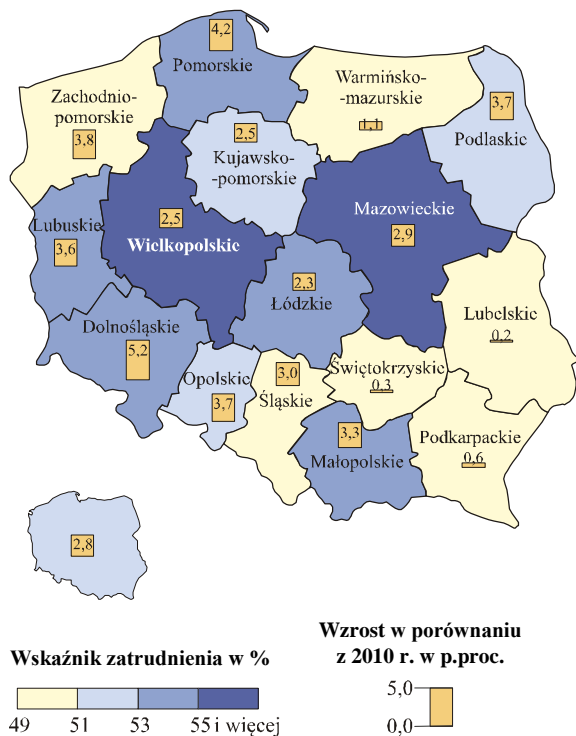 4,2
Pomorskie
Warmińsko-
-mazurskie
1,1
Zachodnio-
pomorskie
3,8
3,7
Podlaskie
2,5
Kujawsko-
-pomorskie
2,5
Wielkopolskie
Mazowieckie
2,9
Lubuskie
3,6
2,3
Łódzkie
Lubelskie
0,2
Dolnośląskie
5,2
Opolskie
3,7
3,0
Śląskie
Świętokrzyskie
0,3
3,3
Małopolskie
Podkarpackie
0,6
2,8
Wskaźnik zatrudnienia w %
49 51 53 55 i więcej
Wzrost w porównaniu
z 2010 r. w p.proc.
5,0
0,0